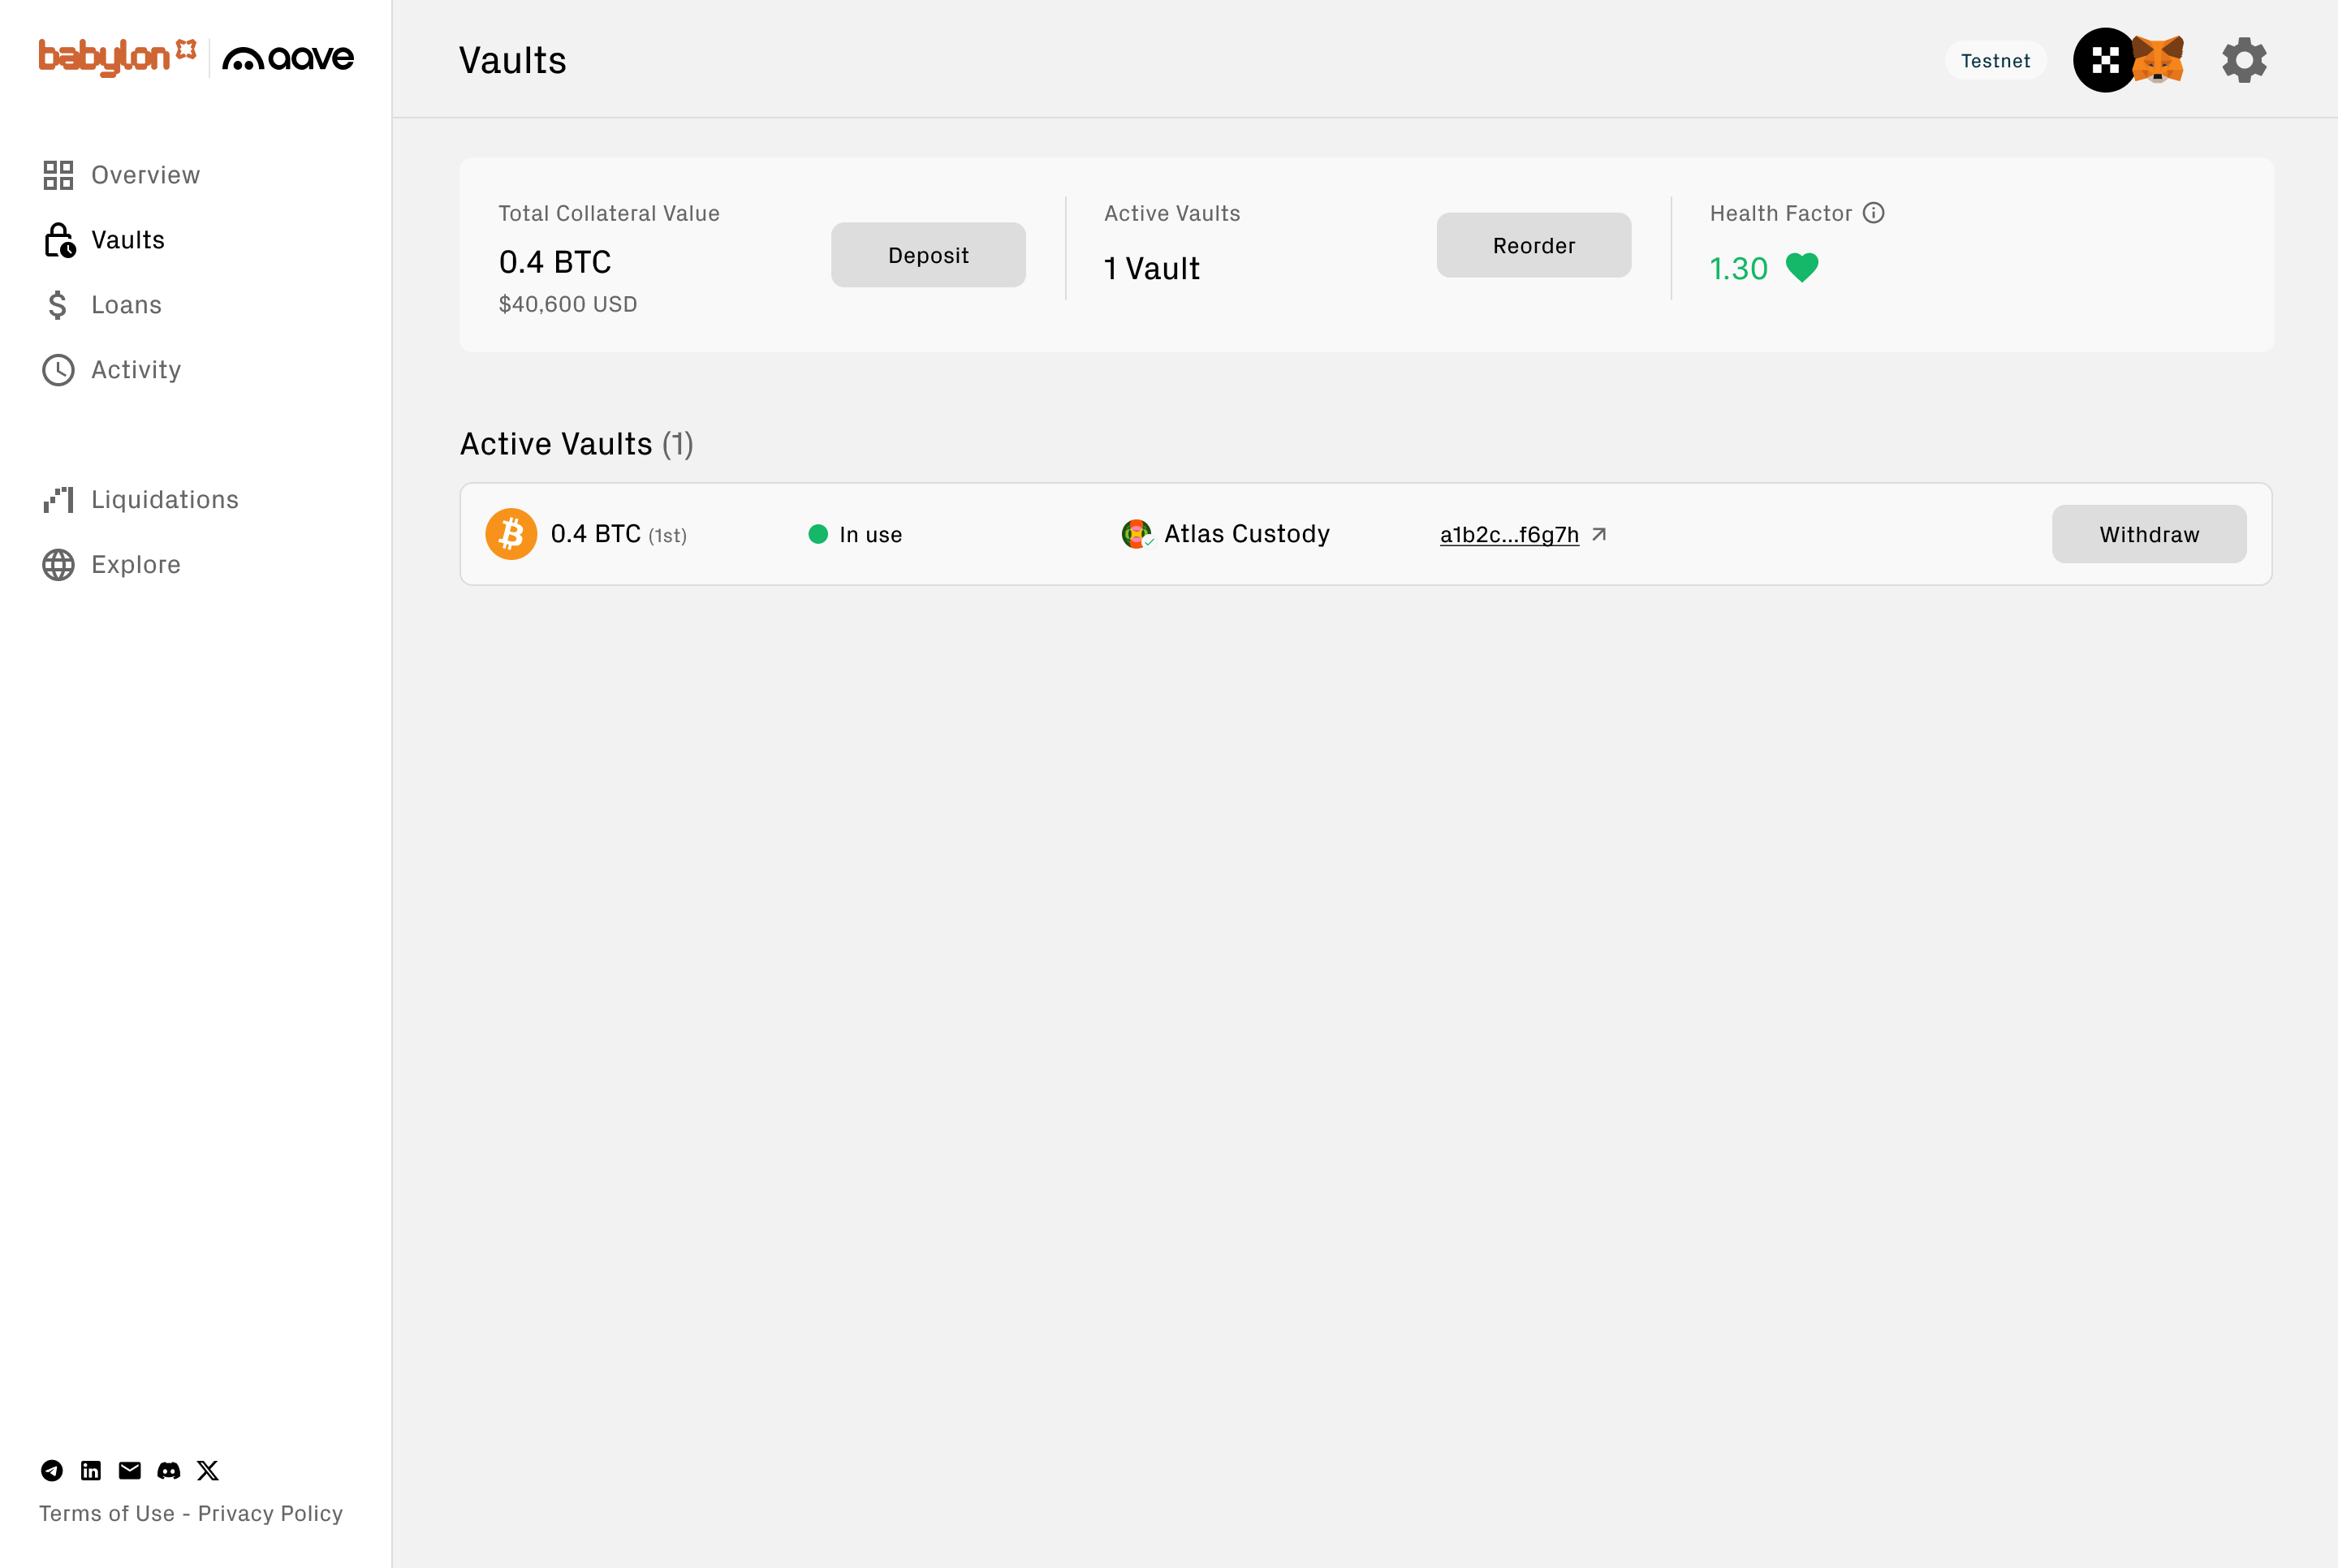 babylon aave
Overview
Vaults
Loans
Activity
Liquidations
Explore
Terms of Use - Privacy Policy
Vaults
Testnet
Total Collateral Value
0.4 BTC
$40,600 USD
Deposit
Active Vaults
1 Vault
Reorder
Health Factor
1.30
Active Vaults (1)
0.4 BTC (1st) In use Atlas Custody a1b2c...f6g7h Withdraw